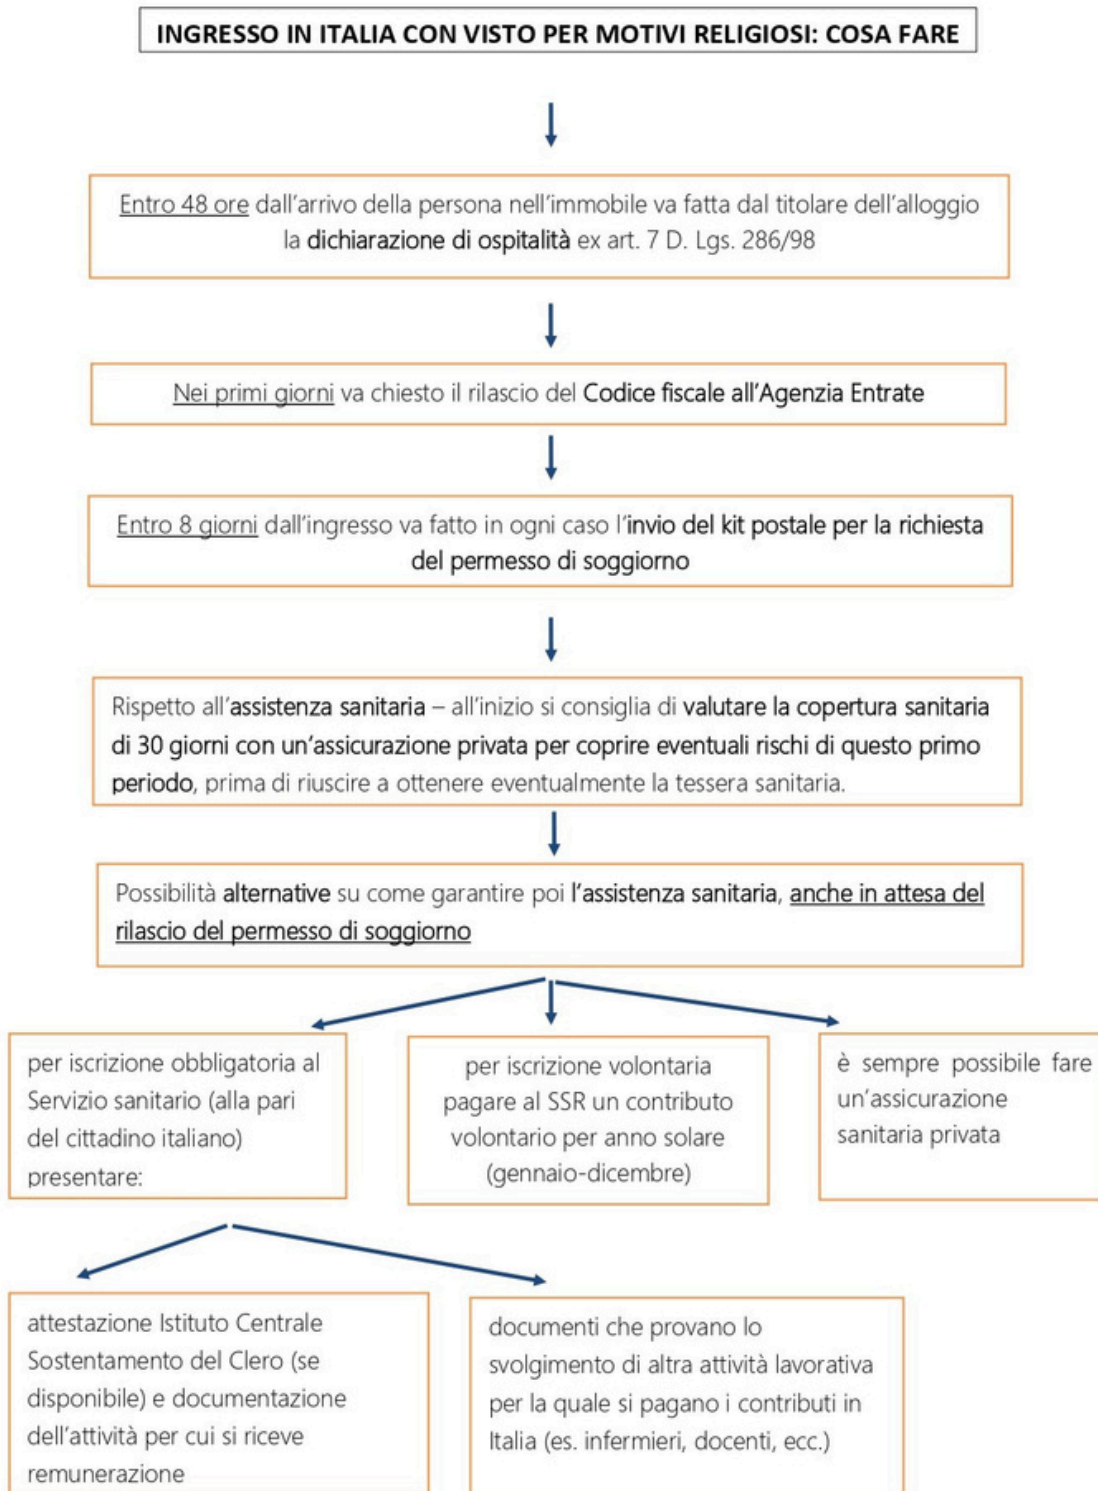 INGRESSO IN ITALIA CON VISTO PER MOTIVI RELIGIOSI: COSA FARE
Entro 48 ore dall'arrivo della persona nell'immobile va fatta dal titolare dell'alloggio
la dichiarazione di ospitalità ex art. 7 D. Lgs. 286/98
Nei primi giorni va chiesto il rilascio del Codice fiscale all'Agenzia Entrate
Entro 8 giorni dall'ingresso va fatto in ogni caso l'invio del kit postale per la richiesta
del permesso di soggiorno
Rispetto all'assistenza sanitaria – all'inizio si consiglia di valutare la copertura sanitaria
di 30 giorni con un'assicurazione privata per coprire eventuali rischi di questo primo
periodo, prima di riuscire a ottenere eventualmente la tessera sanitaria.
Possibilità alternative su come garantire poi l'assistenza sanitaria, anche in attesa del
rilascio del permesso di soggiorno
per iscrizione obbligatoria al
Servizio sanitario (alla pari
del cittadino italiano)
presentare:
per iscrizione volontaria
pagare al SSR un contributo
volontario per anno solare
(gennaio-dicembre)
è sempre possibile fare
un'assicurazione
sanitaria privata
attestazione Istituto Centrale
Sostentamento del Clero (se
disponibile) e documentazione
dell'attività per cui si riceve
remunerazione
documenti che provano lo
svolgimento di altra attività lavorativa
per la quale si pagano i contributi in
Italia (es. infermieri, docenti, ecc.)